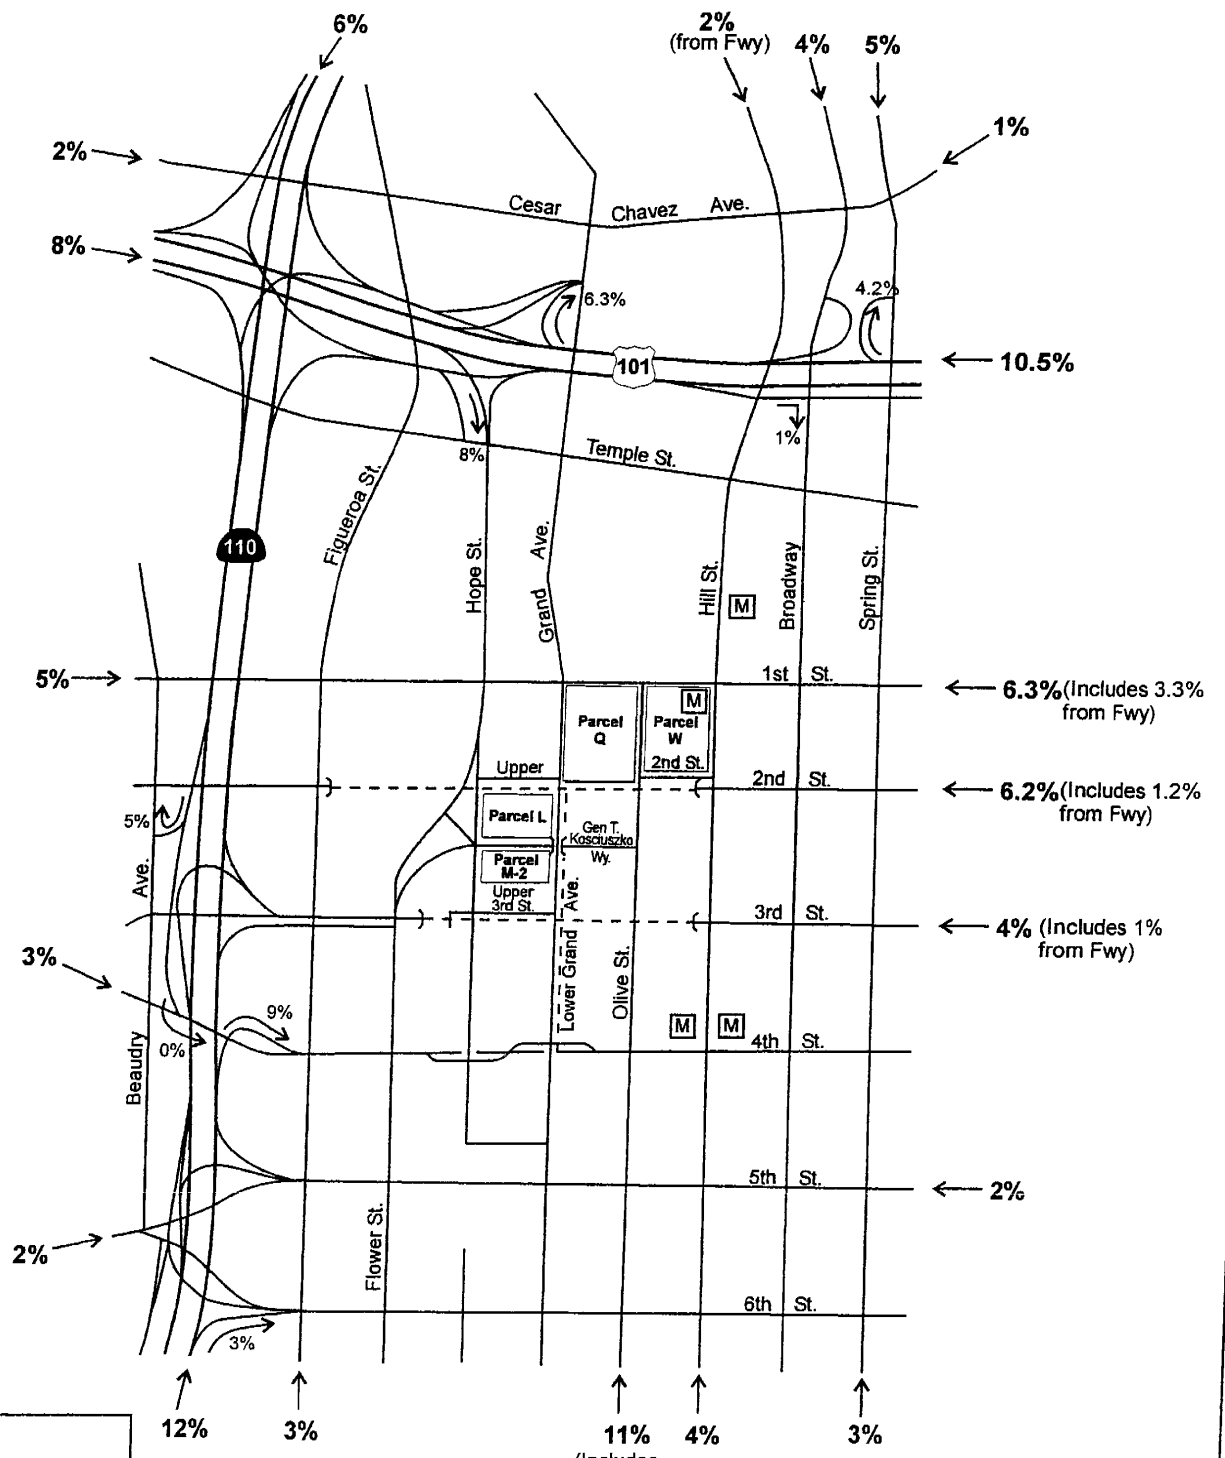 6%
2%
(from Fwy)
4%
5%
1%
2%
Cesar Chavez Ave.
8%
6.3%
4.2%
101
10.5%
1%
Temple St.
8%
Figueroa St.
110
Hope St.
Grand Ave.
Hill St.
M
Broadway
Spring St.
5%
1st St.
6.3% (Includes 3.3%
from Fwy)
M
Parcel
Q
Parcel
W
2nd St.
Upper
2nd St.
6.2% (Includes 1.2%
from Fwy)
5%
Parcel L
Gen T.
Kosciuszko
Wy.
Parcel
M-2
Upper
3rd St.
3rd St.
4% (Includes 1%
from Fwy)
Beaudry Ave.
Lower Grand Ave.
Olive St.
3%
9%
0%
M
M
4th St.
5th St.
2%
2%
Flower St.
6th St.
3%
12%
3%
11%
4%
3%
(Includes